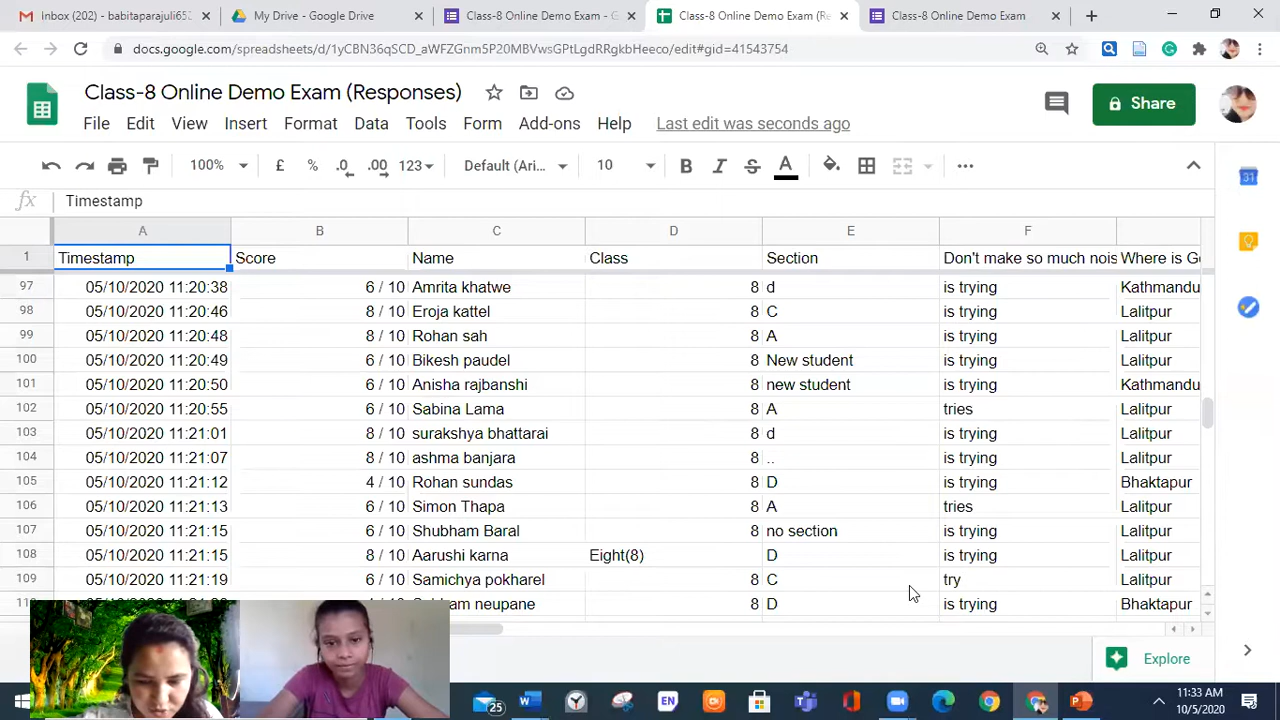 Inbox (202) - babitaparajuli657
My Drive - Google Drive
Class-8 Online Demo Exam - G
Class-8 Online Demo Exam (Re
Class-8 Online Demo Exam
docs.google.com/spreadsheets/d/1yCBN36qSCD_aWFZGnm5P20MBVwsGPtLgdRRgkbHeeco/edit#gid=41543754
Class-8 Online Demo Exam (Responses)
Share
File Edit View Insert Format Data Tools Form Add-ons Help Last edit was seconds ago
100% £ % .0 .00 123 Default (Ari... 10 B I S A
fx Timestamp
A B C D E F
1 Timestamp Score Name Class Section Don't make so much nois Where is Go
97 05/10/2020 11:20:38 6 / 10 Amrita khatwe 8 d is trying Kathmandu
98 05/10/2020 11:20:46 8 / 10 Eroja kattel 8 C is trying Lalitpur
99 05/10/2020 11:20:48 8 / 10 Rohan sah 8 A is trying Lalitpur
100 05/10/2020 11:20:49 6 / 10 Bikesh paudel 8 New student is trying Lalitpur
101 05/10/2020 11:20:50 6 / 10 Anisha rajbanshi 8 new student is trying Kathmandu
102 05/10/2020 11:20:55 6 / 10 Sabina Lama 8 A tries Lalitpur
103 05/10/2020 11:21:01 8 / 10 surakshya bhattarai 8 d is trying Lalitpur
104 05/10/2020 11:21:07 8 / 10 ashma banjara 8 .. is trying Lalitpur
105 05/10/2020 11:21:12 4 / 10 Rohan sundas 8 D is trying Bhaktapur
106 05/10/2020 11:21:13 6 / 10 Simon Thapa 8 A tries Lalitpur
107 05/10/2020 11:21:15 6 / 10 Shubham Baral 8 no section is trying Lalitpur
108 05/10/2020 11:21:15 8 / 10 Aarushi karna Eight(8) D is trying Lalitpur
109 05/10/2020 11:21:19 6 / 10 Samichya pokharel 8 C try Lalitpur
neupane 8 D is trying Bhaktapur
Explore
25 EN 11:33 AM
10/5/2020